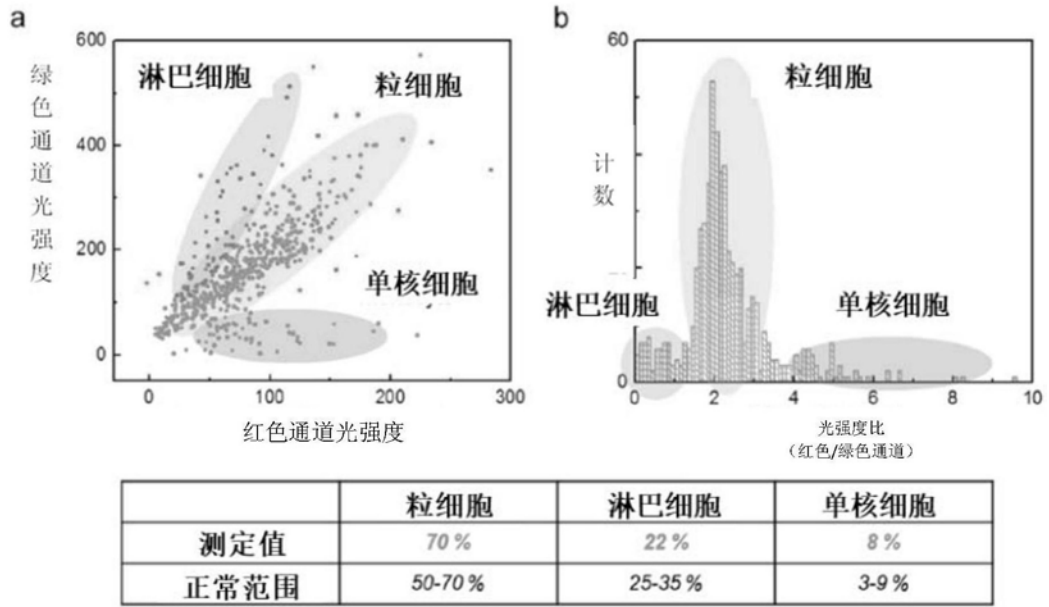 a
600
400
200
0
绿色通道光强度
淋巴细胞
粒细胞
单核细胞
0 100 200 300
红色通道光强度
b
60
0
计数
粒细胞
淋巴细胞
单核细胞
0 2 4 6 8 10
光强度比
（红色/绿色通道）
粒细胞 淋巴细胞 单核细胞
测定值 70 % 22 % 8 %
正常范围 50-70 % 25-35 % 3-9 %